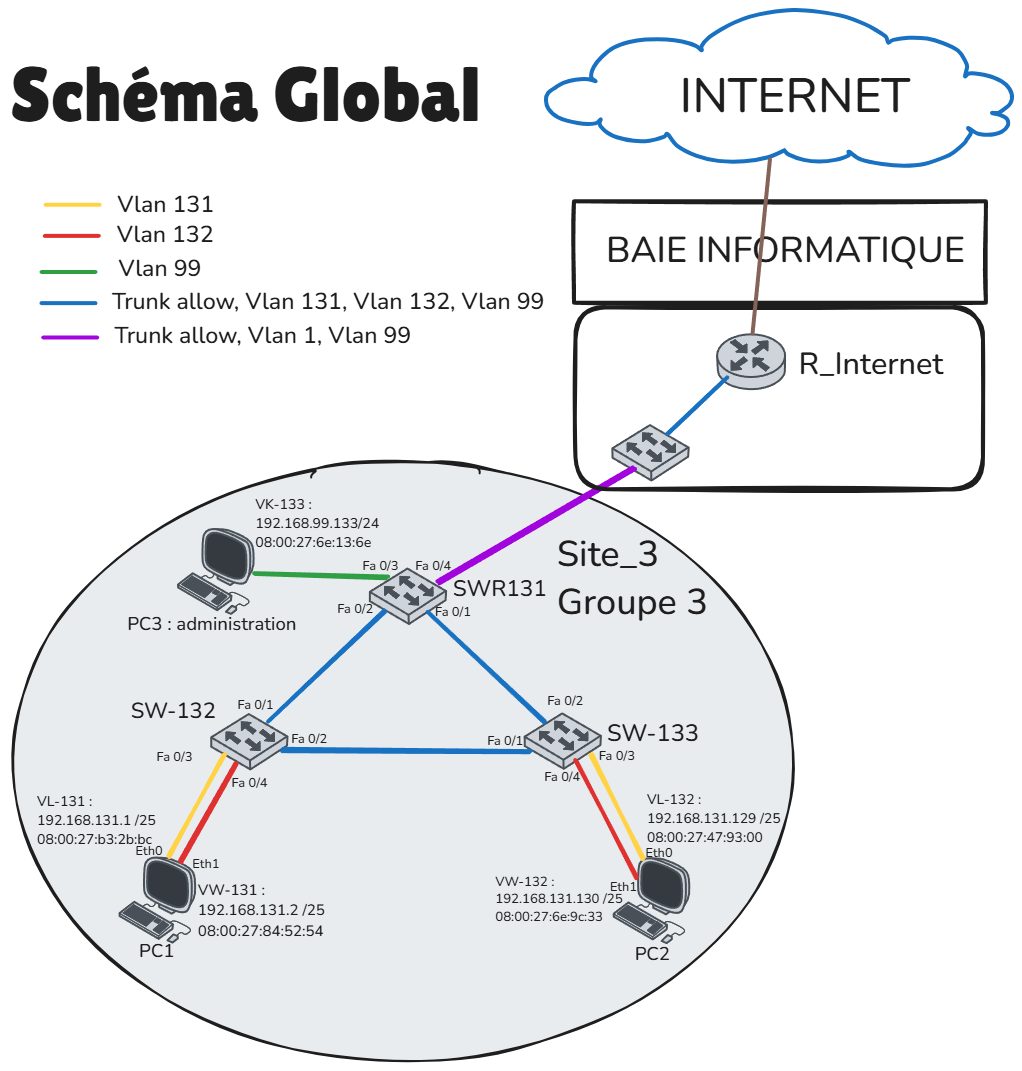 Schéma Global
INTERNET
Vlan 131
Vlan 132
Vlan 99
Trunk allow, Vlan 131, Vlan 132, Vlan 99
Trunk allow, Vlan 1, Vlan 99
BAIE INFORMATIQUE
R_Internet
VK-133 :
192.168.99.133/24
08:00:27:6e:13:6e
PC3 : administration
Fa 0/3
Fa 0/4
SWR131
Fa 0/2
Fa 0/1
Site_3
Groupe 3
SW-132
Fa 0/1
Fa 0/2
Fa 0/3
Fa 0/4
Fa 0/2
SW-133
Fa 0/1
Fa 0/3
Fa 0/4
VL-131 :
192.168.131.1 /25
08:00:27:b3:2b:bc
Eth0
Eth1
VW-131 :
192.168.131.2 /25
08:00:27:84:52:54
PC1
VL-132 :
192.168.131.129 /25
08:00:27:47:93:00
Eth0
Eth1
VW-132 :
192.168.131.130 /25
08:00:27:6e:9c:33
PC2